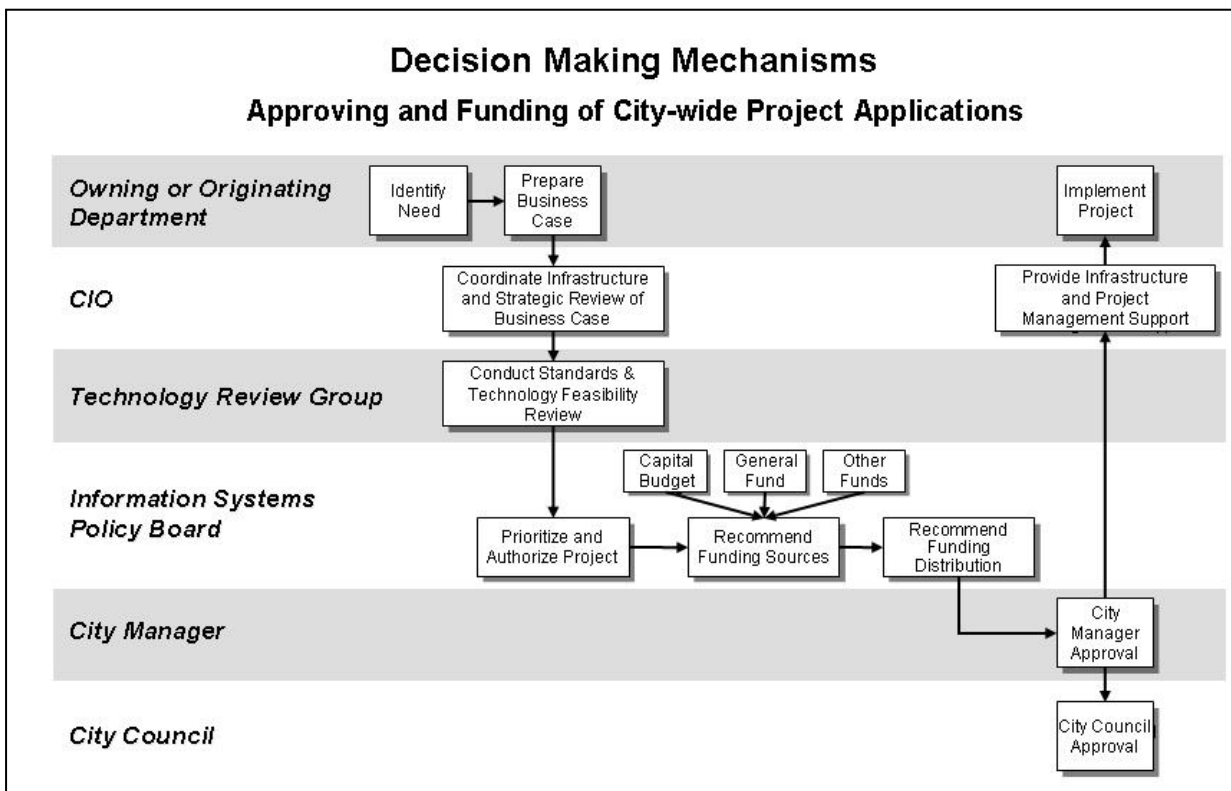 Decision Making Mechanisms
Approving and Funding of City-wide Project Applications
Owning or Originating
Department
Identify
Need
Prepare
Business
Case
Implement
Project
CIO
Coordinate Infrastructure
and Strategic Review of
Business Case
Provide Infrastructure
and Project
Management Support
Technology Review Group
Conduct Standards &
Technology Feasibility
Review
Information Systems
Policy Board
Capital
Budget
General
Fund
Other
Funds
Prioritize and
Authorize Project
Recommend
Funding Sources
Recommend
Funding
Distribution
City Manager
City
Manager
Approval
City Council
City Council
Approval